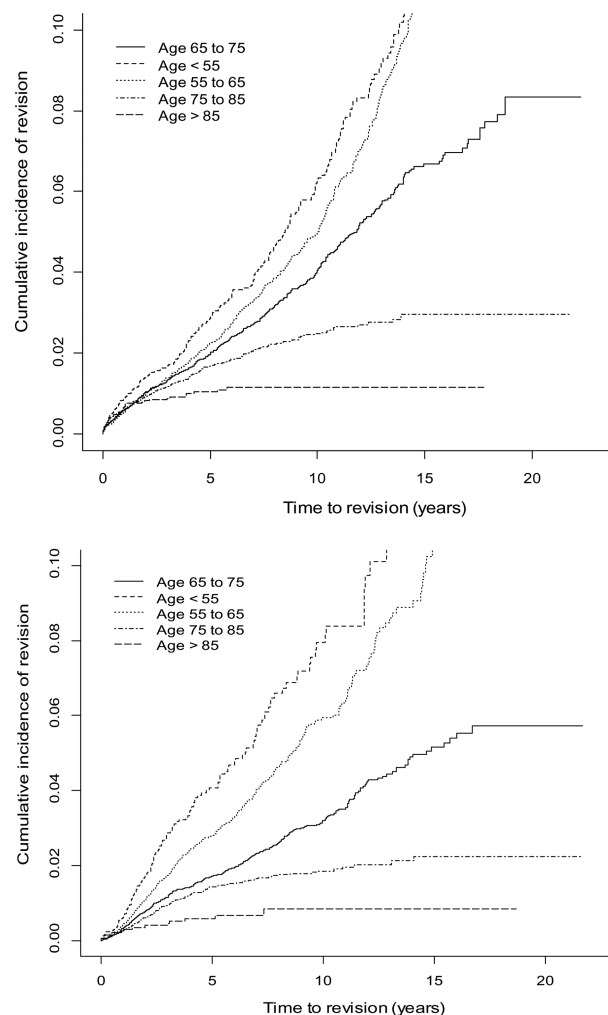 0.10
0.08
0.06
0.04
0.02
0.00
Cumulative incidence of revision
Age 65 to 75
Age < 55
Age 55 to 65
Age 75 to 85
Age > 85
0 5 10 15 20
Time to revision (years)
0.10
0.08
0.06
0.04
0.02
0.00
Cumulative incidence of revision
Age 65 to 75
Age < 55
Age 55 to 65
Age 75 to 85
Age > 85
0 5 10 15 20
Time to revision (years)